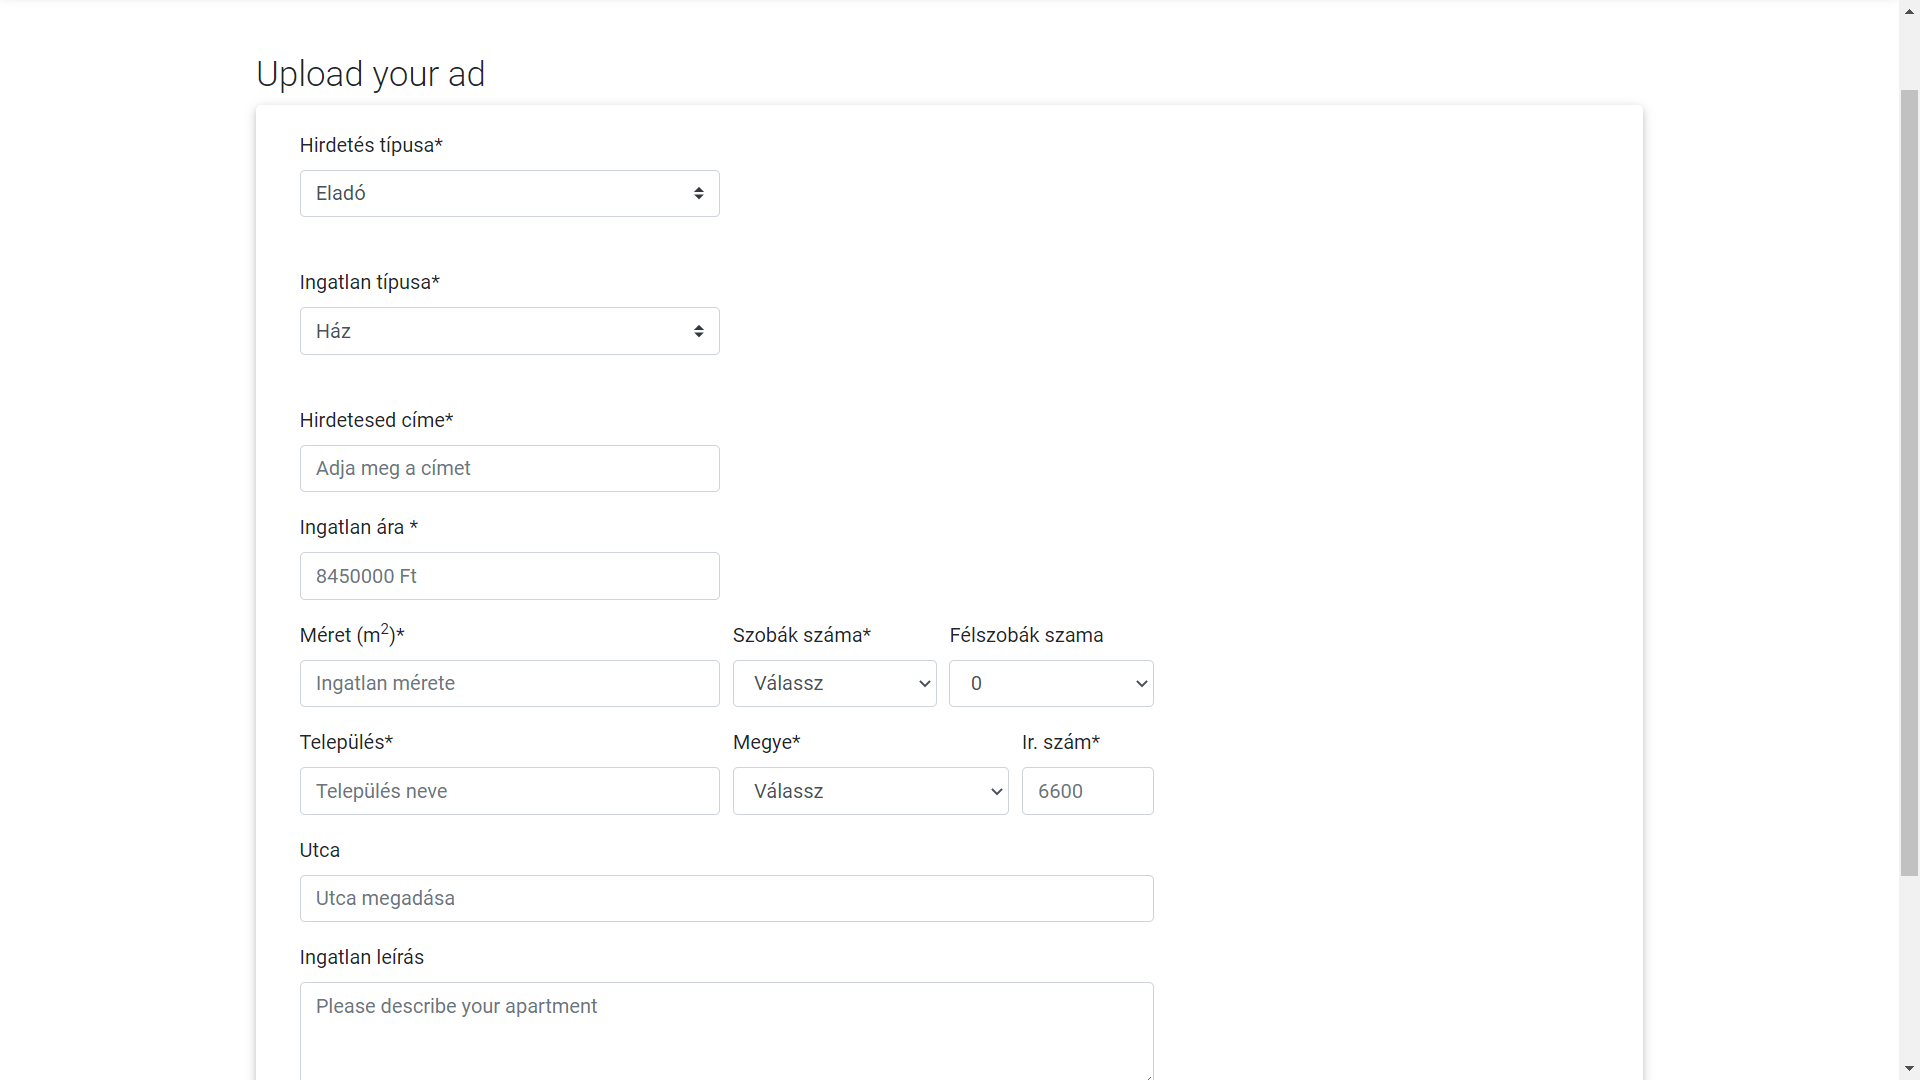 Upload your ad
Hirdetés típusa*
Eladó
Ingatlan típusa*
Ház
Hirdetesed címe*
Adja meg a címet
Ingatlan ára *
8450000 Ft
Méret (m²)* Szobák száma* Félszobák szama
Ingatlan mérete Válassz 0
Település* Megye* Ir. szám*
Település neve Válassz 6600
Utca
Utca megadása
Ingatlan leírás
Please describe your apartment